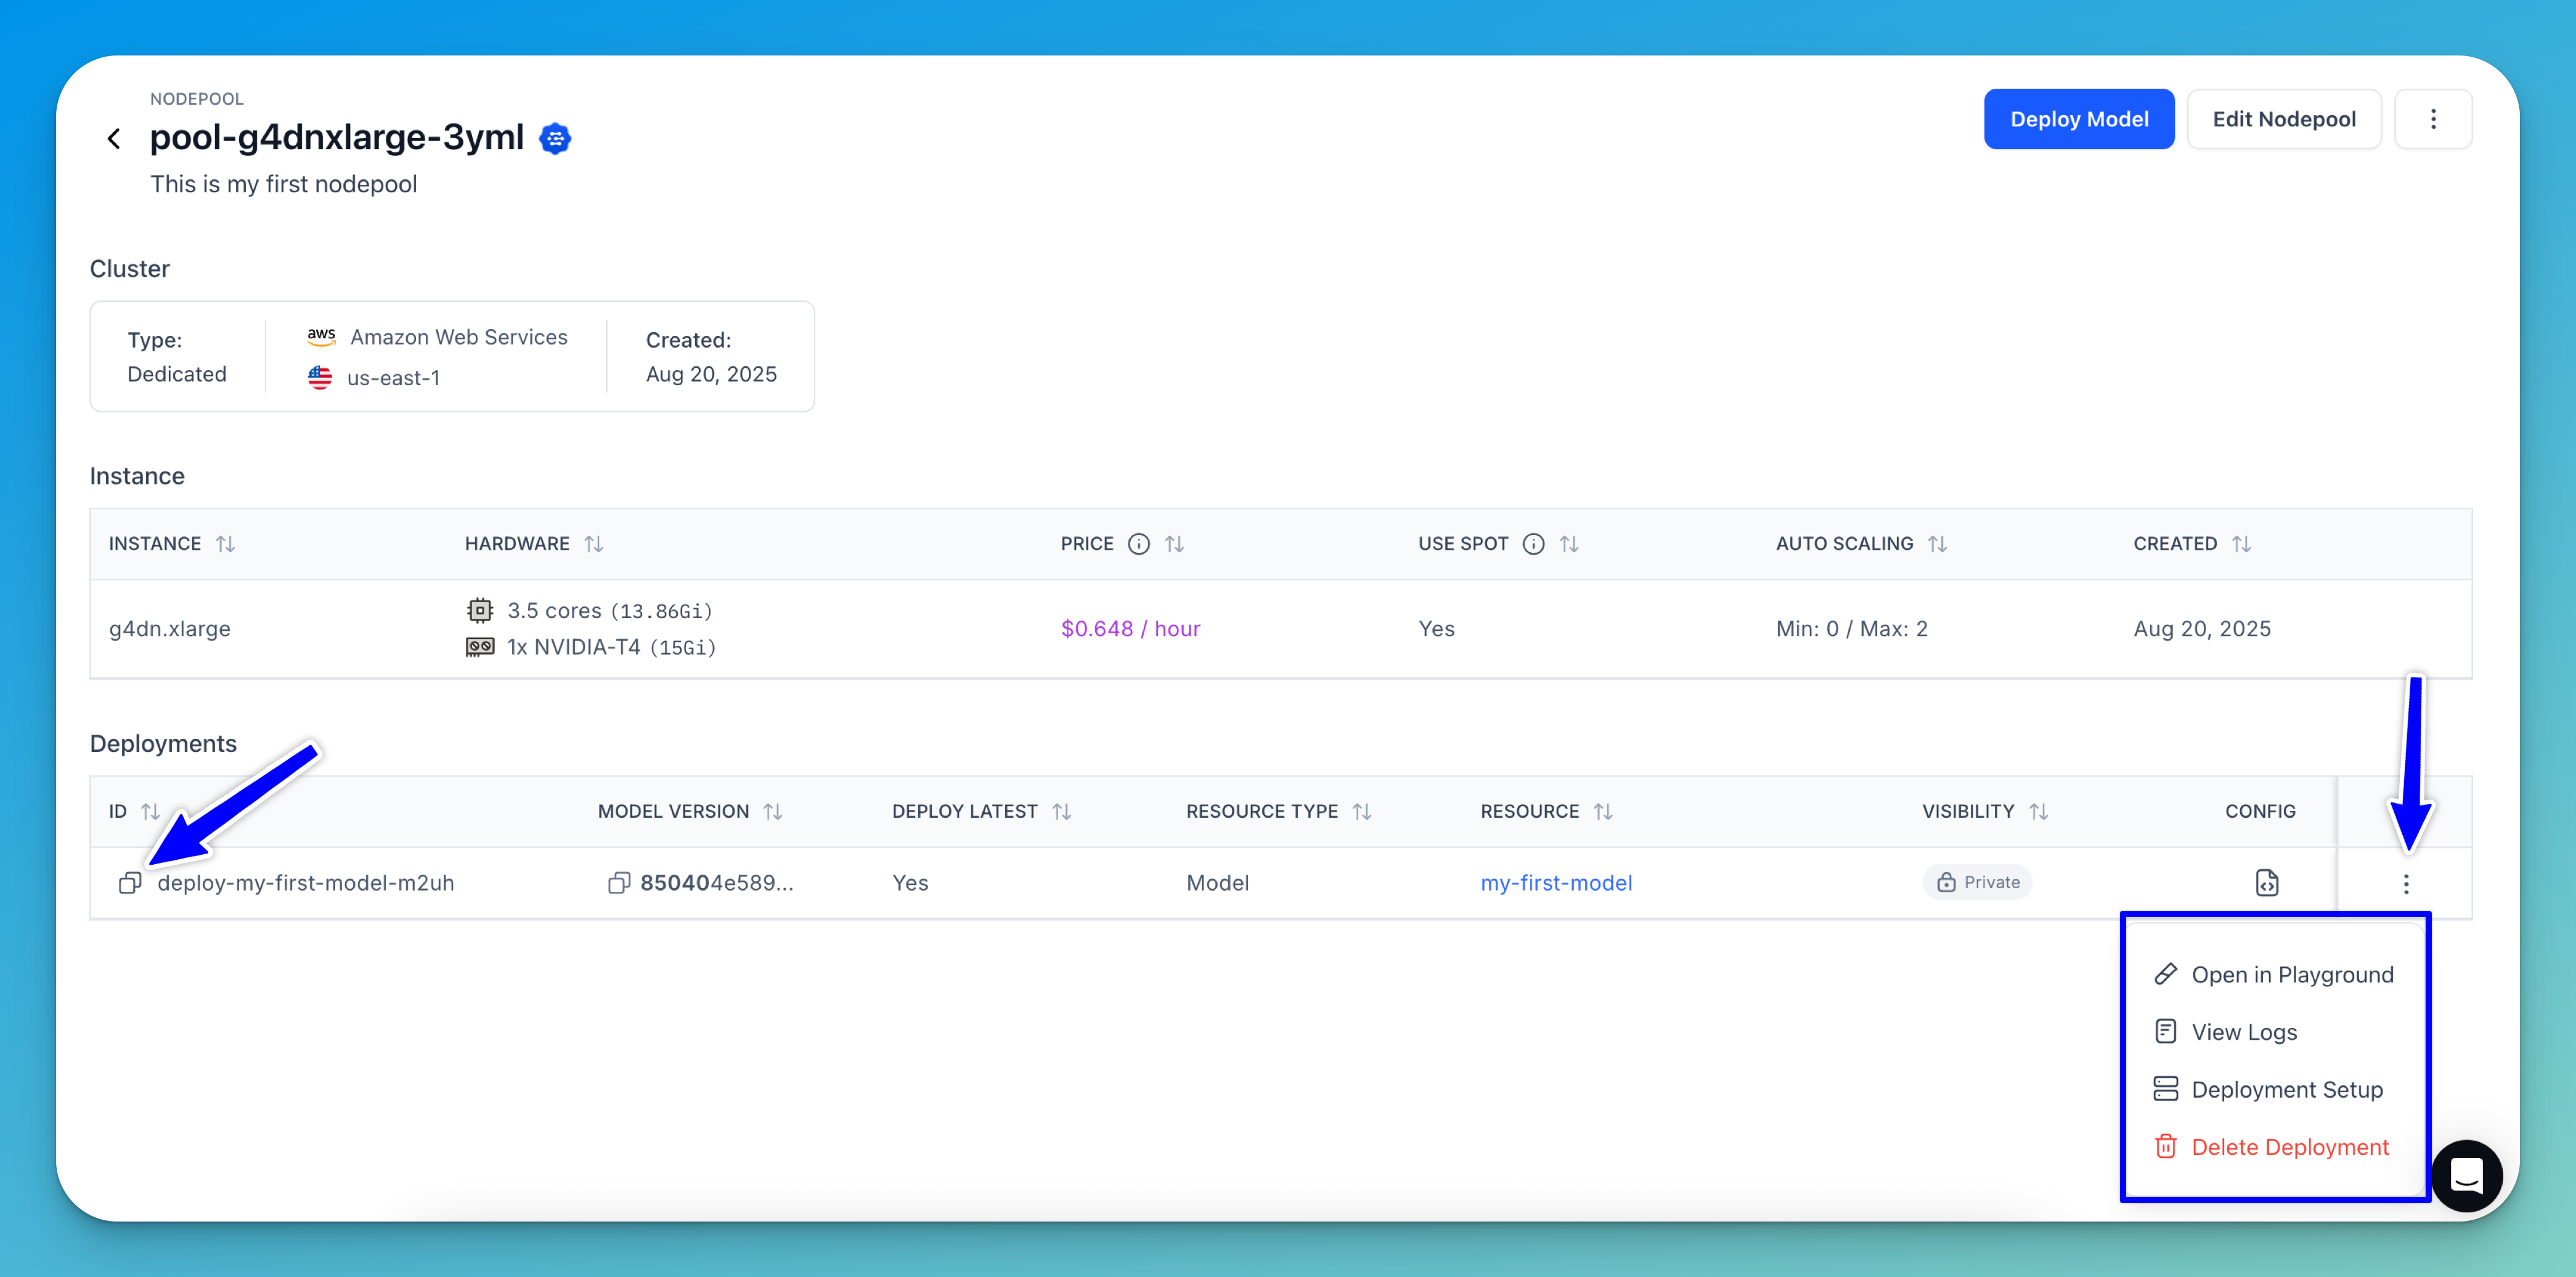 NODEPOOL
pool-g4dnxlarge-3yml
This is my first nodepool
Deploy Model
Edit Nodepool
Cluster
Type:
Dedicated
aws Amazon Web Services
us-east-1
Created:
Aug 20, 2025
Instance
INSTANCE HARDWARE PRICE USE SPOT AUTO SCALING CREATED
g4dn.xlarge
3.5 cores (13.86Gi)
1x NVIDIA-T4 (15Gi)
$0.648 / hour
Yes
Min: 0 / Max: 2
Aug 20, 2025
Deployments
ID MODEL VERSION DEPLOY LATEST RESOURCE TYPE RESOURCE VISIBILITY CONFIG
deploy-my-first-model-m2uh 850404e589... Yes Model my-first-model Private
Open in Playground
View Logs
Deployment Setup
Delete Deployment